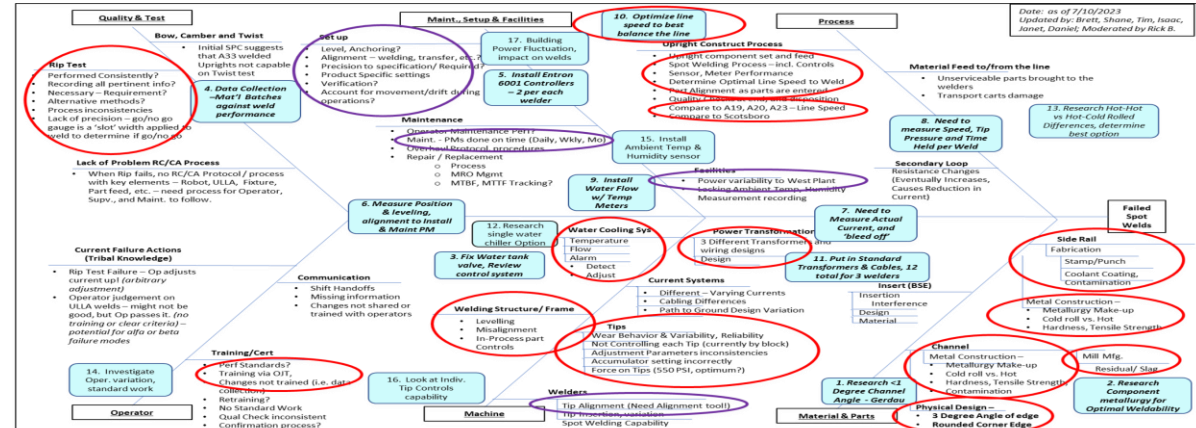 Quality & Test
Bow, Camber and Twist
• Initial SPC suggests
that A33 welded
Uprights not capable
on Twist test
Rip Test
• Performed Consistently?
• Recording all pertinent info?
• Necessary – Requirement?
• Alternative methods?
• Process inconsistencies
• Lack of precision – go/no go
gauge is a 'slot' width applied to
weld to determine if go/no go
4. Data Collection
–Mat'l Batches
against weld
performance
Lack of Problem RC/CA Process
• When Rip fails, no RC/CA Protocol / process
with key elements – Robot, ULLA, Fixture,
Part feed, etc. – need process for Operator,
Supv., and Maint. to follow.
Maint., Setup & Facilities
Set up
• Level, Anchoring?
• Alignment – welding, transfer, etc.?
• Precision to specification/ Required?
• Product Specific settings
• Verification?
• Account for movement/drift during
operations?
17. Building
Power Fluctuation,
impact on welds
5. Install Entron
6001 Controllers
– 2 per each
welder
Maintenance
• Operator Maintenance Perf?
• Maint. - PMs done on time (Daily, Wkly, Mo)
• Overhaul Protocol, procedures
• Repair / Replacement
o Process
o MRO Mgmt
o MTBF, MTTF Tracking?
15. Install
Ambient Temp &
Humidity sensor
Facilities
• Power variability to West Plant
• Lacking Ambient Temp, Humidity
Measurement recording
9. Install
Water Flow
w/ Temp
Meters
10. Optimize line
speed to best
balance the line
Process
Upright Construct Process
• Upright component set and feed
• Spot Welding Process – incl. Controls
• Sensor, Meter Performance
• Determine Optimal Line Speed to Weld
• Part Alignment as parts are entered
• Quality Checks at end, and disposition
• Compare to A19, A20, A23 – Line Speed
• Compare to Scotsboro
Date: as of 7/10/2023
Updated by: Brett, Shane, Tim, Isaac,
Janet, Daniel; Moderated by Rick B.
Material Feed to/from the line
• Unserviceable parts brought to the
welders
• Transport carts damage
13. Research Hot-Hot
vs Hot-Cold Rolled
Differences, determine
best option
8. Need to
measure Speed, Tip
Pressure and Time
Held per Weld
Secondary Loop
Resistance Changes
(Eventually Increases,
Causes Reduction in
Current)
7. Need to
Measure Actual
Current, and
'bleed off'
Failed
Spot
Welds
6. Measure Position
& leveling,
alignment to Install
& Maint PM
Current Failure Actions
(Tribal Knowledge)
• Rip Test Failure – Op adjusts
current up! (arbitrary
adjustment)
• Operator judgement on
ULLA welds – might not be
good, but Op passes it. (no
training or clear criteria) –
potential for alfa or beta
failure modes
Communication
• Shift Handoffs
• Missing information
• Changes not shared or
trained with operators
Training/Cert
• Perf Standards?
• Training via OJT,
• Changes not trained (i.e. data
collection)
• Retraining?
• No Standard Work
• Qual Check inconsistent
• Confirmation process?
14. Investigate
Oper. variation,
standard work
Operator
12. Research
single water
chiller Option
3. Fix Water tank
valve, Review
control system
Water Cooling Sys
Temperature
Flow
Alarm
• Detect
• Adjust
Power Transformation
3 Different Transformers and
wiring designs
Design
11. Put in Standard
Transformers & Cables, 12
total for 3 welders
Current Systems
• Different – Varying Currents
• Cabling Differences
• Path to Ground Design Variation
Welding Structure/ Frame
• Levelling
• Misalignment
• In-Process part
Controls
Tips
Wear Behavior & Variability, Reliability
Not Controlling each Tip (currently by block)
Adjustment Parameters inconsistencies
Accumulator setting incorrectly
Force on Tips (550 PSI, optimum?)
16. Look at Indiv.
Tip Controls
capability
Machine
Welders
Tip Alignment (Need Alignment tool!)
Tip Insertion, variation
Spot Welding Capability
Insert (BSE)
Insertion
Interference
Design
Material
Side Rail
Fabrication
Stamp/Punch
Coolant Coating,
Contamination
Metal Construction –
• Metallurgy Make-up
• Cold roll vs. Hot
• Hardness, Tensile Strength
Channel
Metal Construction –
• Metallurgy Make-up
• Cold roll vs. Hot
• Hardness, Tensile Strength,
Contamination
Mill Mfg.
Residual/ Slag
1. Research <1
Degree Channel
Angle - Gerdau
2. Research
Component
metallurgy for
Optimal Weldability
Material & Parts
Physical Design –
• 3 Degree Angle of edge
• Rounded Corner Edge